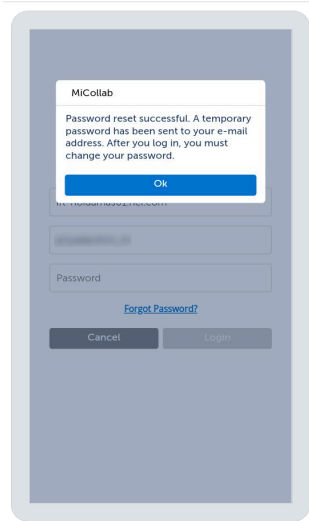 MiCollab
Password reset successful. A temporary
password has been sent to your e-mail
address. After you log in, you must
change your password.
Ok
Password
Forgot Password?
Cancel
Login